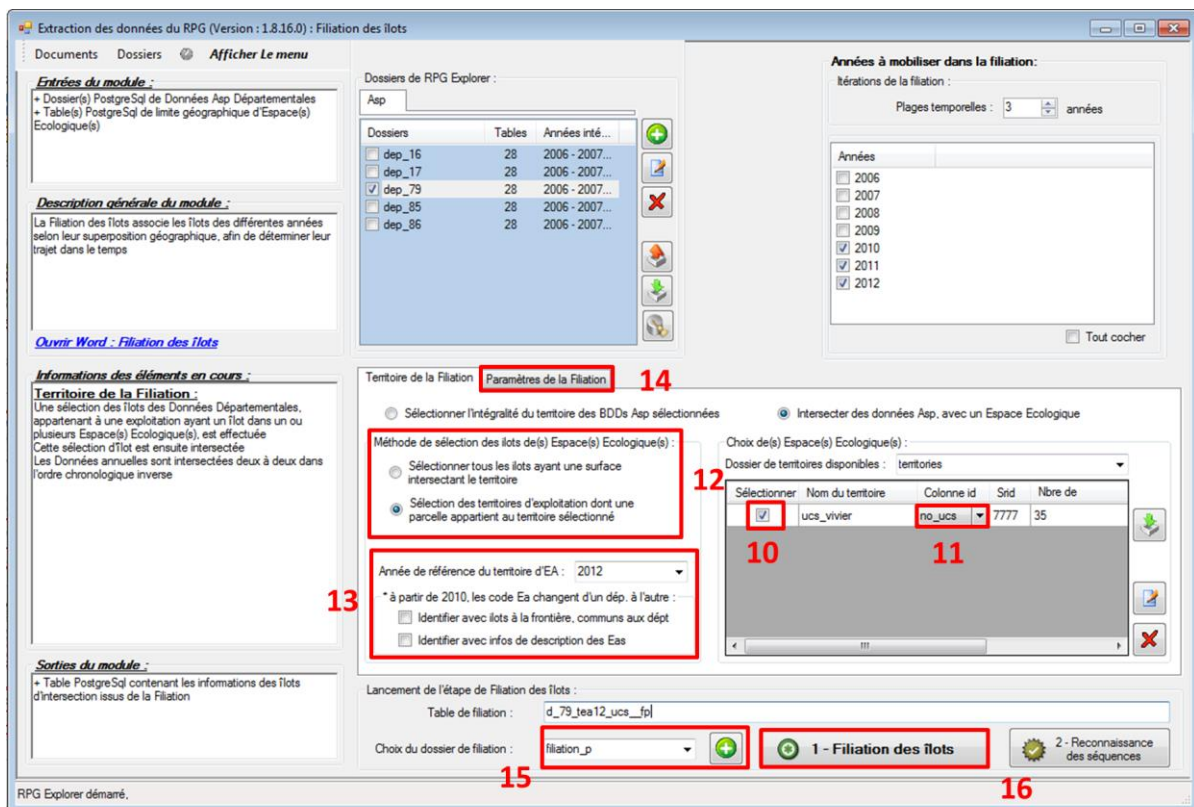 Extraction des données du RPG (Version : 1.8.16.0) : Filiation des îlots
Documents Dossiers Afficher Le menu
Entrées du module :
+ Dossier(s) PostgreSql de Données Asp Départementales
+ Table(s) PostgreSql de limite géographique d'Espace(s)
Ecologique(s)
Description générale du module :
La Filiation des îlots associe les îlots des différentes années
selon leur superposition géographique, afin de déterminer leur
trajet dans le temps
Ouvrir Word : Filiation des îlots
Dossiers de RPG Explorer :
Asp
Dossiers Tables Années inté...
dep_16 28 2006 - 2007...
dep_17 28 2006 - 2007...
dep_79 28 2006 - 2007...
dep_85 28 2006 - 2007...
dep_86 28 2006 - 2007...
Années à mobiliser dans la filiation:
Itérations de la filiation :
Plages temporelles : 3 années
Années
2006
2007
2008
2009
2010
2011
2012
Tout cocher
Informations des éléments en cours :
Territoire de la Filiation :
Une sélection des îlots des Données Départementales,
appartenant à une exploitation ayant un îlot dans un ou
plusieurs Espace(s) Ecologique(s), est effectuée
Cette sélection d'îlot est ensuite intersectée
Les Données annuelles sont intersectées deux à deux dans
l'ordre chronologique inverse
Sorties du module :
+ Table PostgreSql contenant les informations des îlots
d'intersection issus de la Filiation
Territoire de la Filiation Paramètres de la Filiation 14
Sélectionner l'intégralité du territoire des BDDs Asp sélectionnées
Intersecter des données Asp, avec un Espace Ecologique
Méthode de sélection des ilots de(s) Espace(s) Ecologique(s) :
Sélectionner tous les ilots ayant une surface
intersectant le territoire
Sélection des territoires d'exploitation dont une
parcelle appartient au territoire sélectionné
12
Année de référence du territoire d'EA : 2012
* à partir de 2010, les code Ea changent d'un dép. à l'autre :
Identifier avec ilots à la frontière, communs aux dépt
Identifier avec infos de description des Eas
13
Choix de(s) Espace(s) Ecologique(s) :
Dossier de territoires disponibles : territories
Sélectionner Nom du territoire Colonne id Srid Nbre de
ucs_vivier no_ucs 7777 35
10 11
Lancement de l'étape de Filiation des îlots :
Table de filiation : d_79_tea12_ucs__fp
Choix du dossier de filiation : filiation_p
15
1 - Filiation des îlots
2 - Reconnaissance
des séquences
16
RPG Explorer démarré,